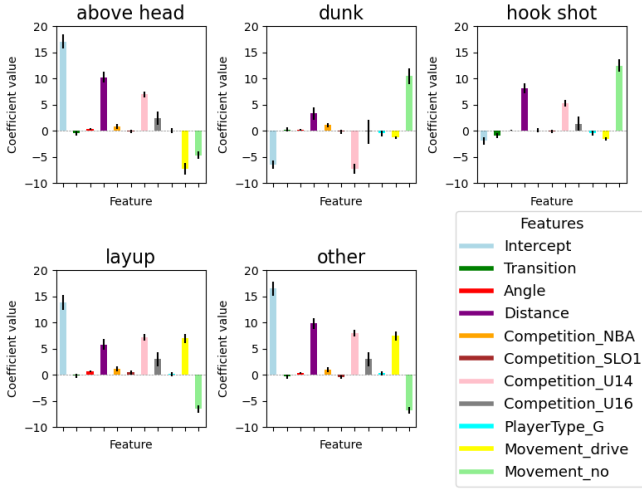 above head
dunk
hook shot
Coefficient value
20
15
10
5
0
−5
−10
Feature
Coefficient value
20
15
10
5
0
−5
−10
Feature
Coefficient value
20
15
10
5
0
−5
−10
Feature
layup
other
Coefficient value
20
15
10
5
0
−5
−10
Feature
Coefficient value
20
15
10
5
0
−5
−10
Feature
Features
Intercept
Transition
Angle
Distance
Competition_NBA
Competition_SLO1
Competition_U14
Competition_U16
PlayerType_G
Movement_drive
Movement_no